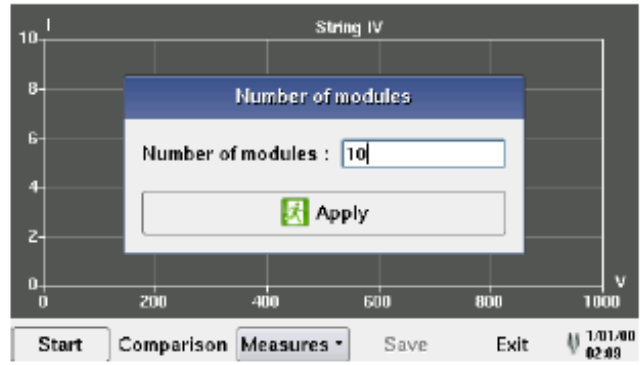 I
String IV
10
Number of modules
8
Number of modules : 10
6
4
Apply
2
0
V
0 200 400 600 800 1000
Start Comparison Measures Save Exit 1/01/00
02:09